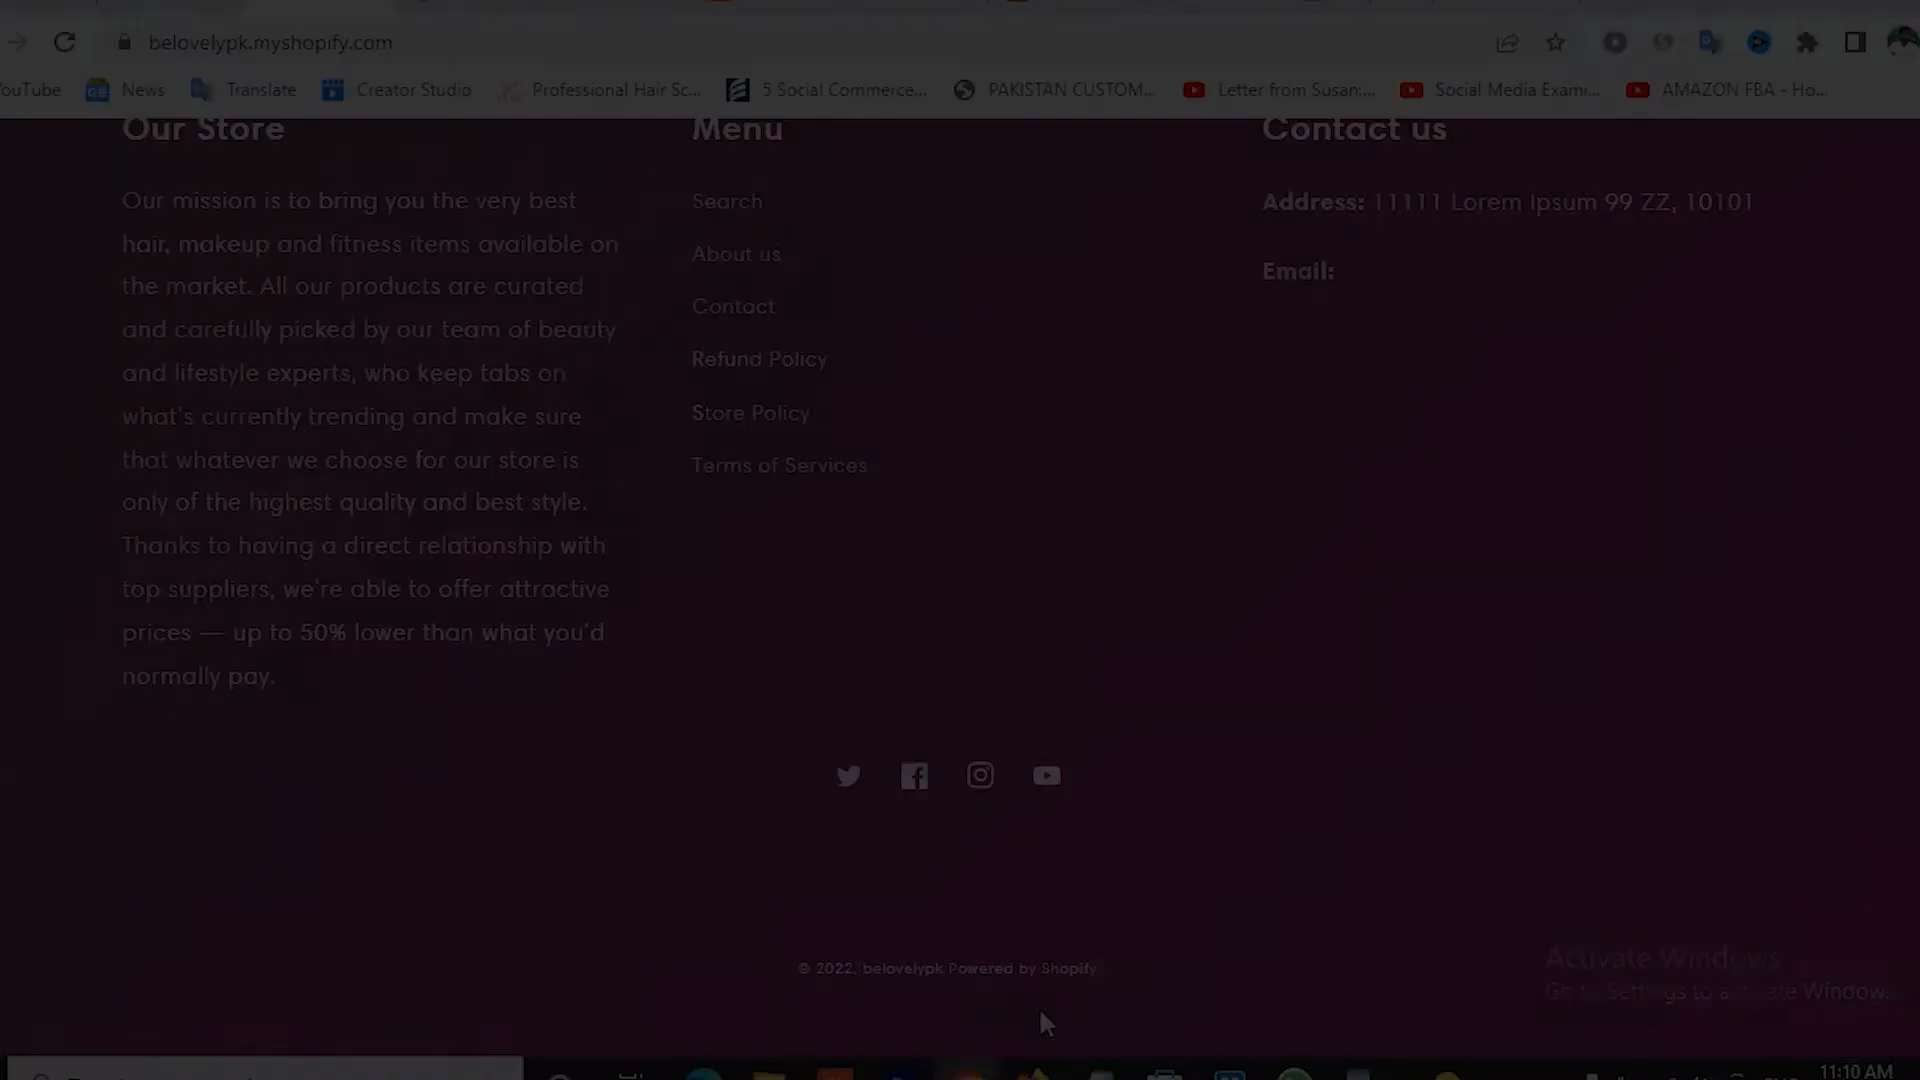 belovelypk.myshopify.com
YouTube News Translate Creator Studio Professional Hair Sc... 5 Social Commerce... PAKISTAN CUSTOM... Letter from Susan:... Social Media Exami... AMAZON FBA - Ho...
Our Store
Our mission is to bring you the very best
hair, makeup and fitness items available on
the market. All our products are curated
and carefully picked by our team of beauty
and lifestyle experts, who keep tabs on
what's currently trending and make sure
that whatever we choose for our store is
only of the highest quality and best style.
Thanks to having a direct relationship with
top suppliers, we're able to offer attractive
prices — up to 50% lower than what you'd
normally pay.
Menu
Search
About us
Contact
Refund Policy
Store Policy
Terms of Services
Contact us
Address: 11111 Lorem Ipsum 99 ZZ, 10101
Email:
© 2022, belovelypk Powered by Shopify
Activate Windows
Go to Settings to activate Window.
11:10 AM